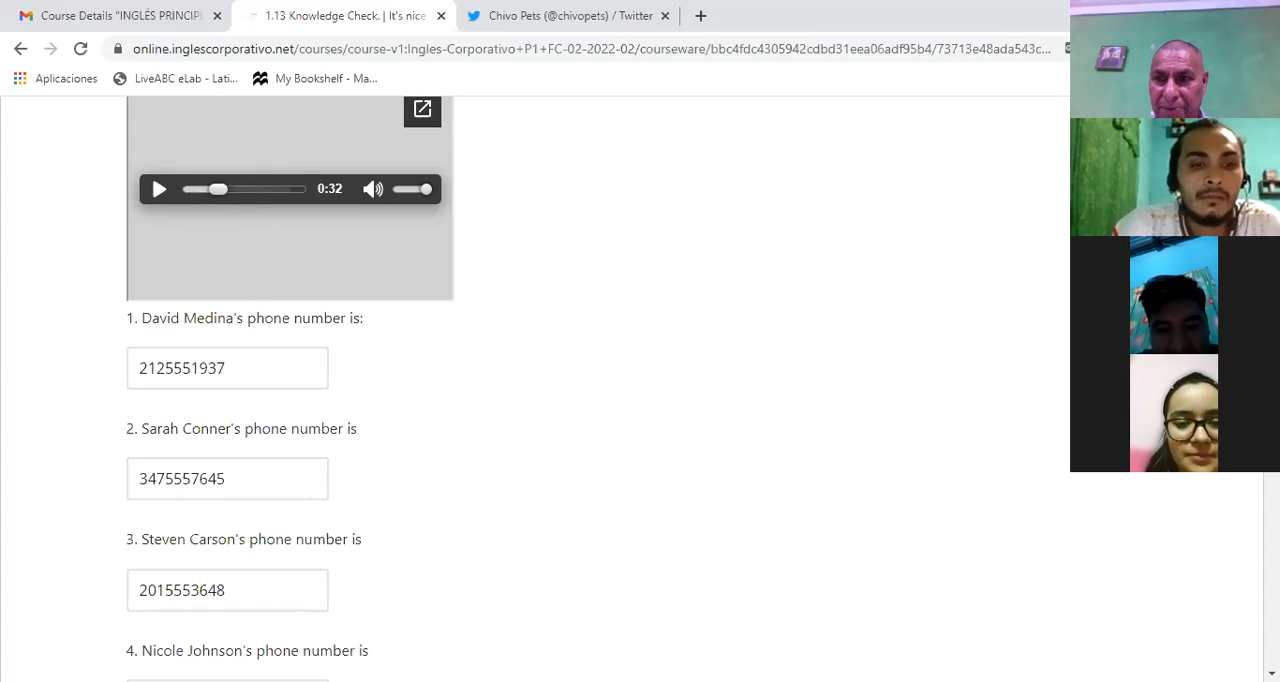 Course Details "INGLÉS PRINCIPI
1.13 Knowledge Check. | It's nice
Chivo Pets (@chivopets) / Twitter
online.inglescorporativo.net/courses/course-v1:Ingles-Corporativo+P1+FC-02-2022-02/courseware/bbc4fdc4305942cdbd31eea06adf95b4/73713e48ada543c...
Aplicaciones
LiveABC eLab - Lati...
My Bookshelf - Ma...
0:32
1. David Medina's phone number is:
2125551937
2. Sarah Conner's phone number is
3475557645
3. Steven Carson's phone number is
2015553648
4. Nicole Johnson's phone number is